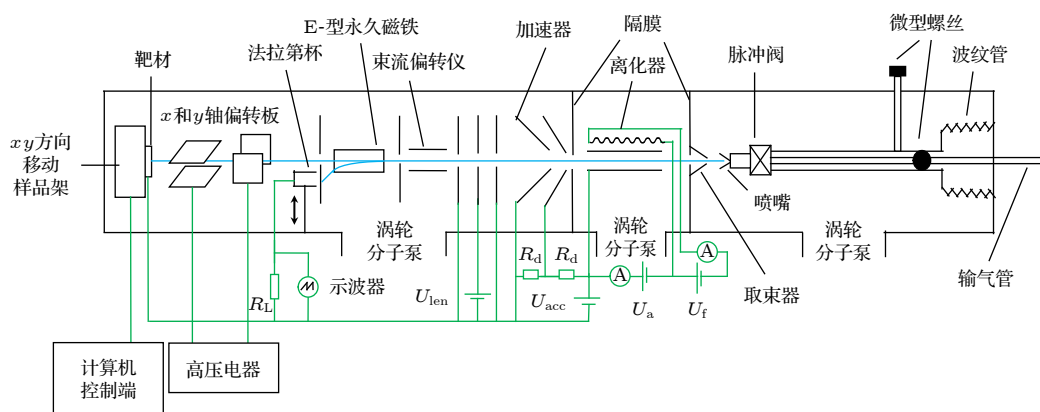 微型螺丝
E-型永久磁铁
加速器
隔膜
法拉第杯
束流偏转仪
离化器
脉冲阀
波纹管
靶材
x和y轴偏转板
xy方向
移动
样品架
喷嘴
涡轮
分子泵
涡轮
分子泵
涡轮
分子泵
Rd
Rd
A
A
示波器
RL
Ulen
Uacc
Ua
Uf
取束器
输气管
计算机
控制端
高压电器